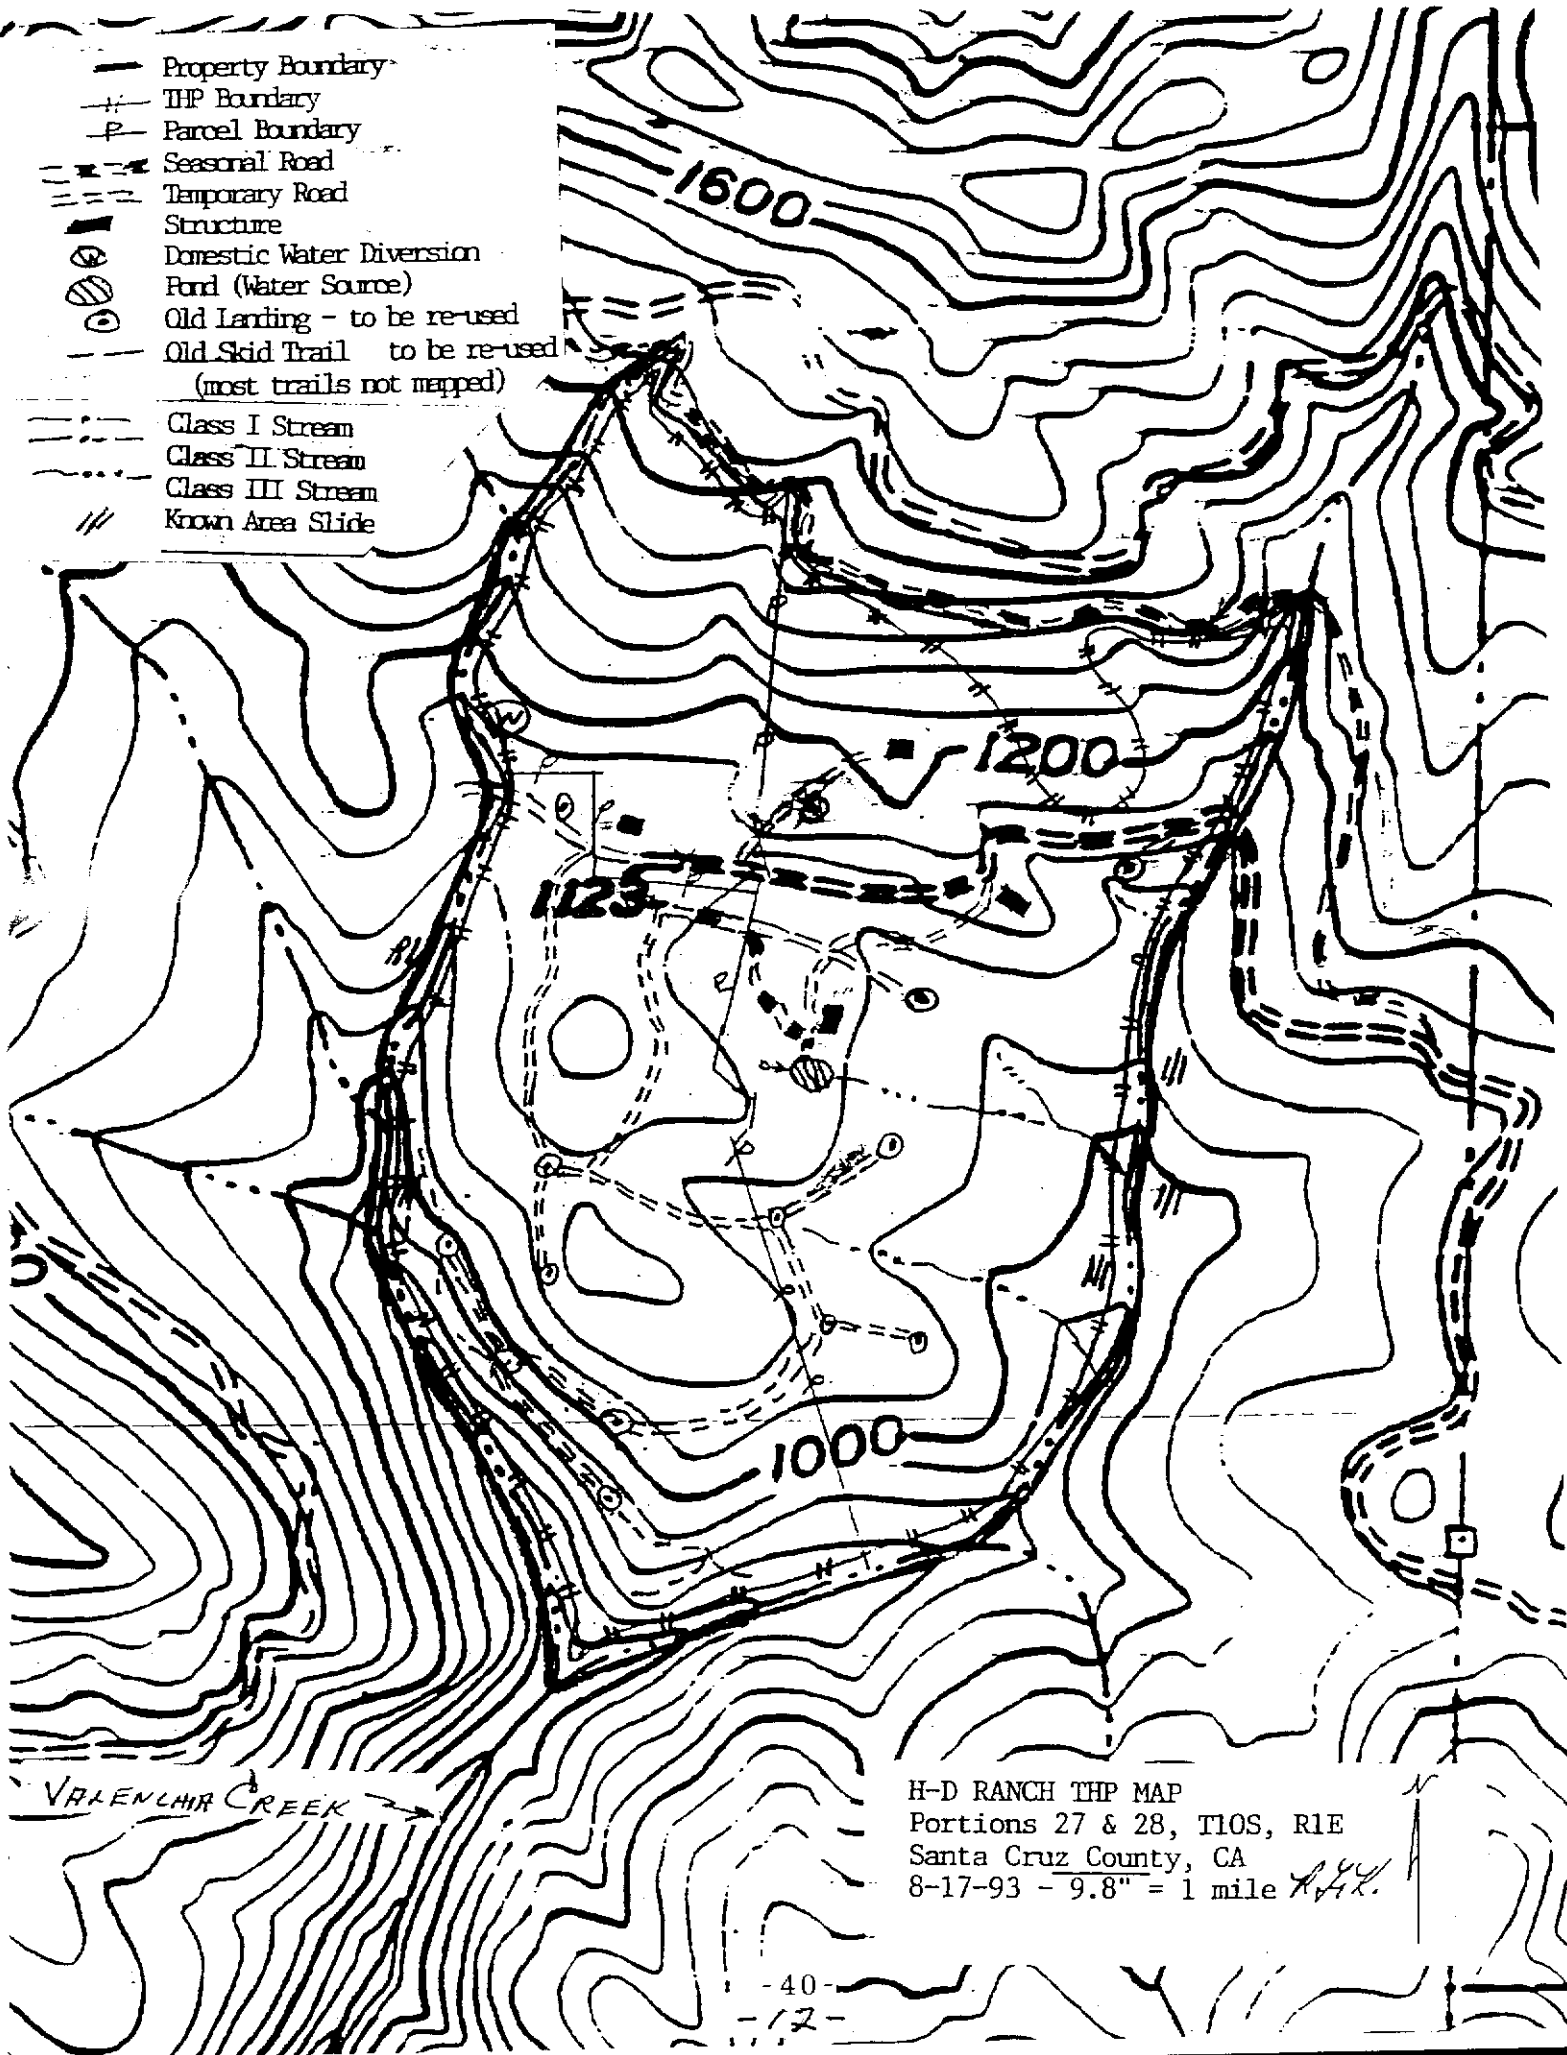 Property Boundary
THP Boundary
Parcel Boundary
Seasonal Road
Temporary Road
Structure
Domestic Water Diversion
Pond (Water Source)
Old Landing - to be re-used
Old Skid Trail to be re-used
(most trails not mapped)
Class I Stream
Class II Stream
Class III Stream
Known Area Slide
1600
1200
1123
1000
VALENCHIA CREEK
H-D RANCH THP MAP
Portions 27 & 28, T10S, R1E
Santa Cruz County, CA
8-17-93 - 9.8" = 1 mile
N
-40-
-12-